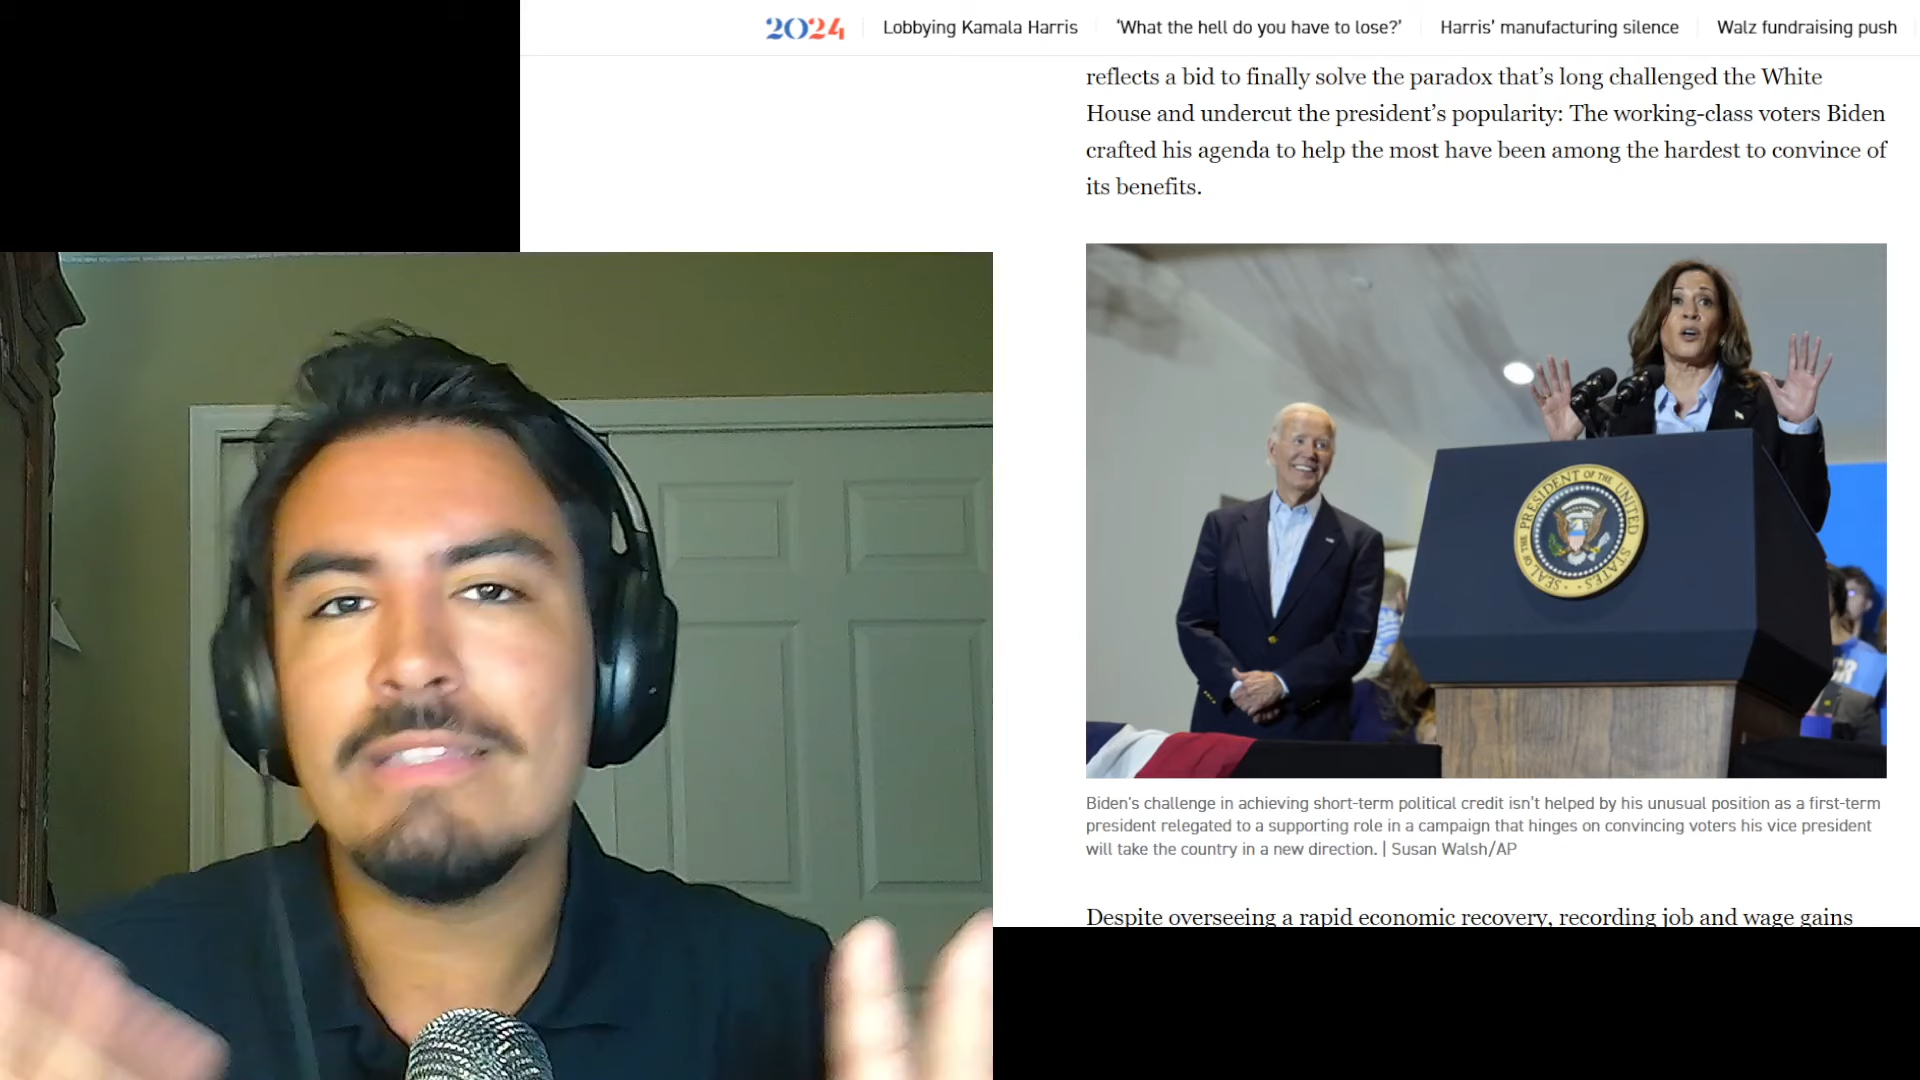 2024 Lobbying Kamala Harris ‘What the hell do you have to lose?’ Harris’ manufacturing silence Walz fundraising push
reflects a bid to finally solve the paradox that’s long challenged the White
House and undercut the president’s popularity: The working-class voters Biden
crafted his agenda to help the most have been among the hardest to convince of
its benefits.
SEAL OF THE PRESIDENT OF THE UNITED STATES
Biden's challenge in achieving short-term political credit isn’t helped by his unusual position as a first-term
president relegated to a supporting role in a campaign that hinges on convincing voters his vice president
will take the country in a new direction. | Susan Walsh/AP
Despite overseeing a rapid economic recovery, recording job and wage gains